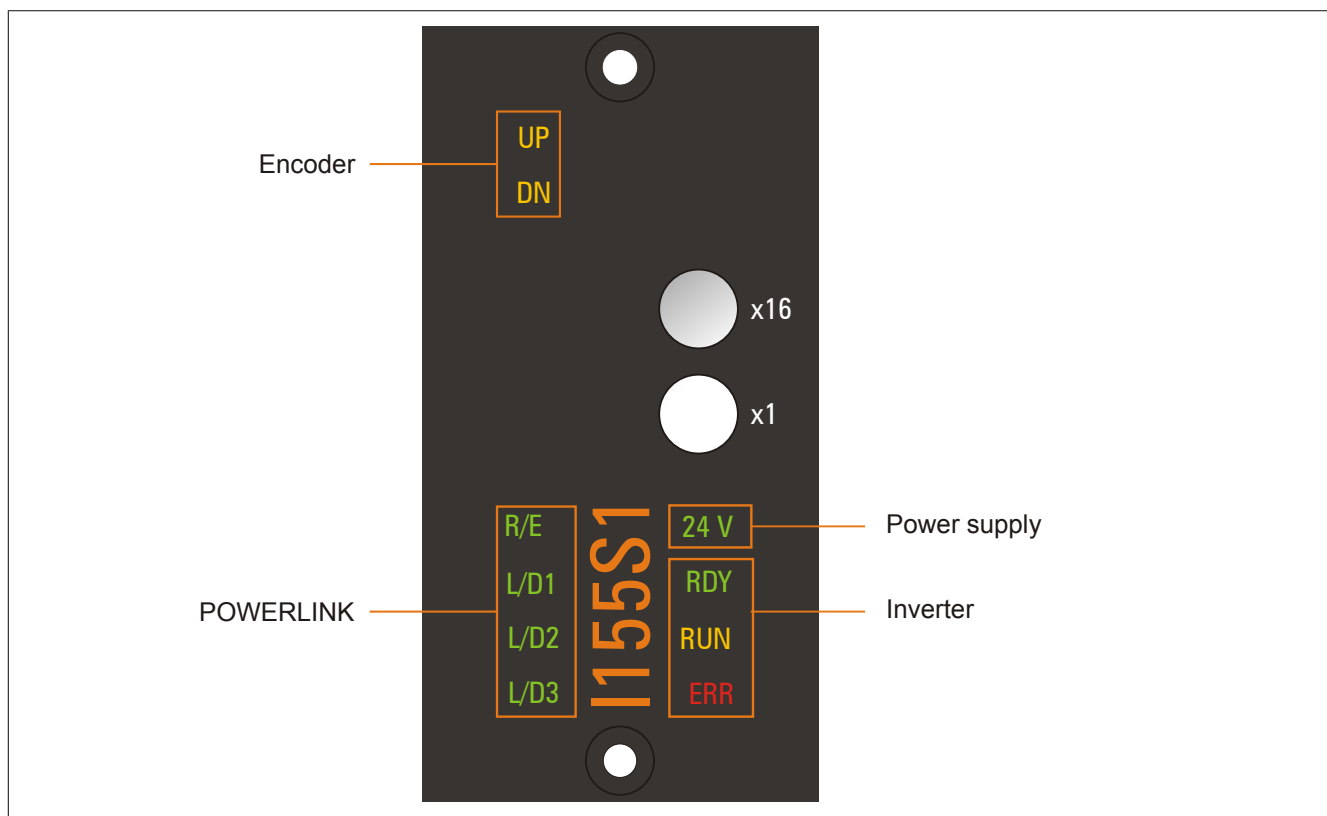 UP
DN
Encoder
x16
x1
R/E
L/D1
L/D2
L/D3
POWERLINK
I155S1
24 V
Power supply
RDY
RUN
ERR
Inverter